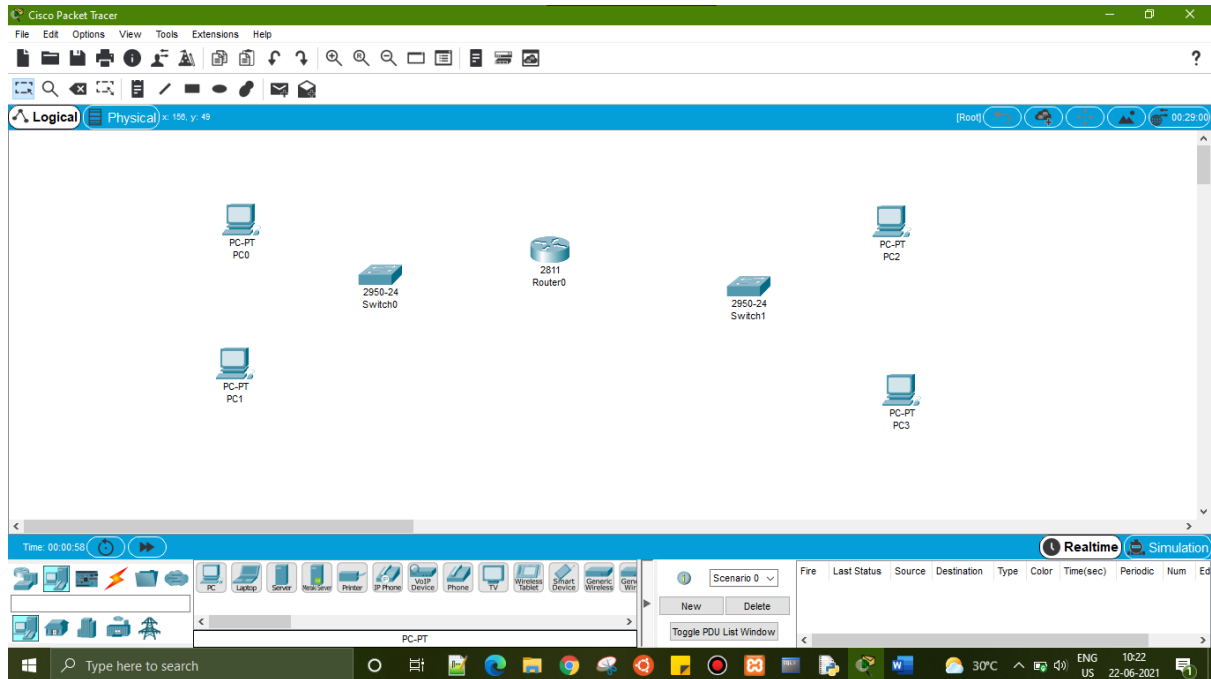 Cisco Packet Tracer
File Edit Options View Tools Extensions Help
?
Logical Physical x: 156, y: 49 [Root] 00:29:00
PC-PT
PC0
2950-24
Switch0
PC-PT
PC1
2811
Router0
2950-24
Switch1
PC-PT
PC2
PC-PT
PC3
Time: 00:00:58 Realtime Simulation
PC Laptop Server Printer IP Phone VoIP Device Phone TV Wireless Tablet Smart Device Generic Wireless Gen Wir
PC-PT
Scenario 0
New Delete
Toggle PDU List Window
Fire Last Status Source Destination Type Color Time(sec) Periodic Num Ed
Type here to search
30°C
ENG
US
10:22
22-06-2021